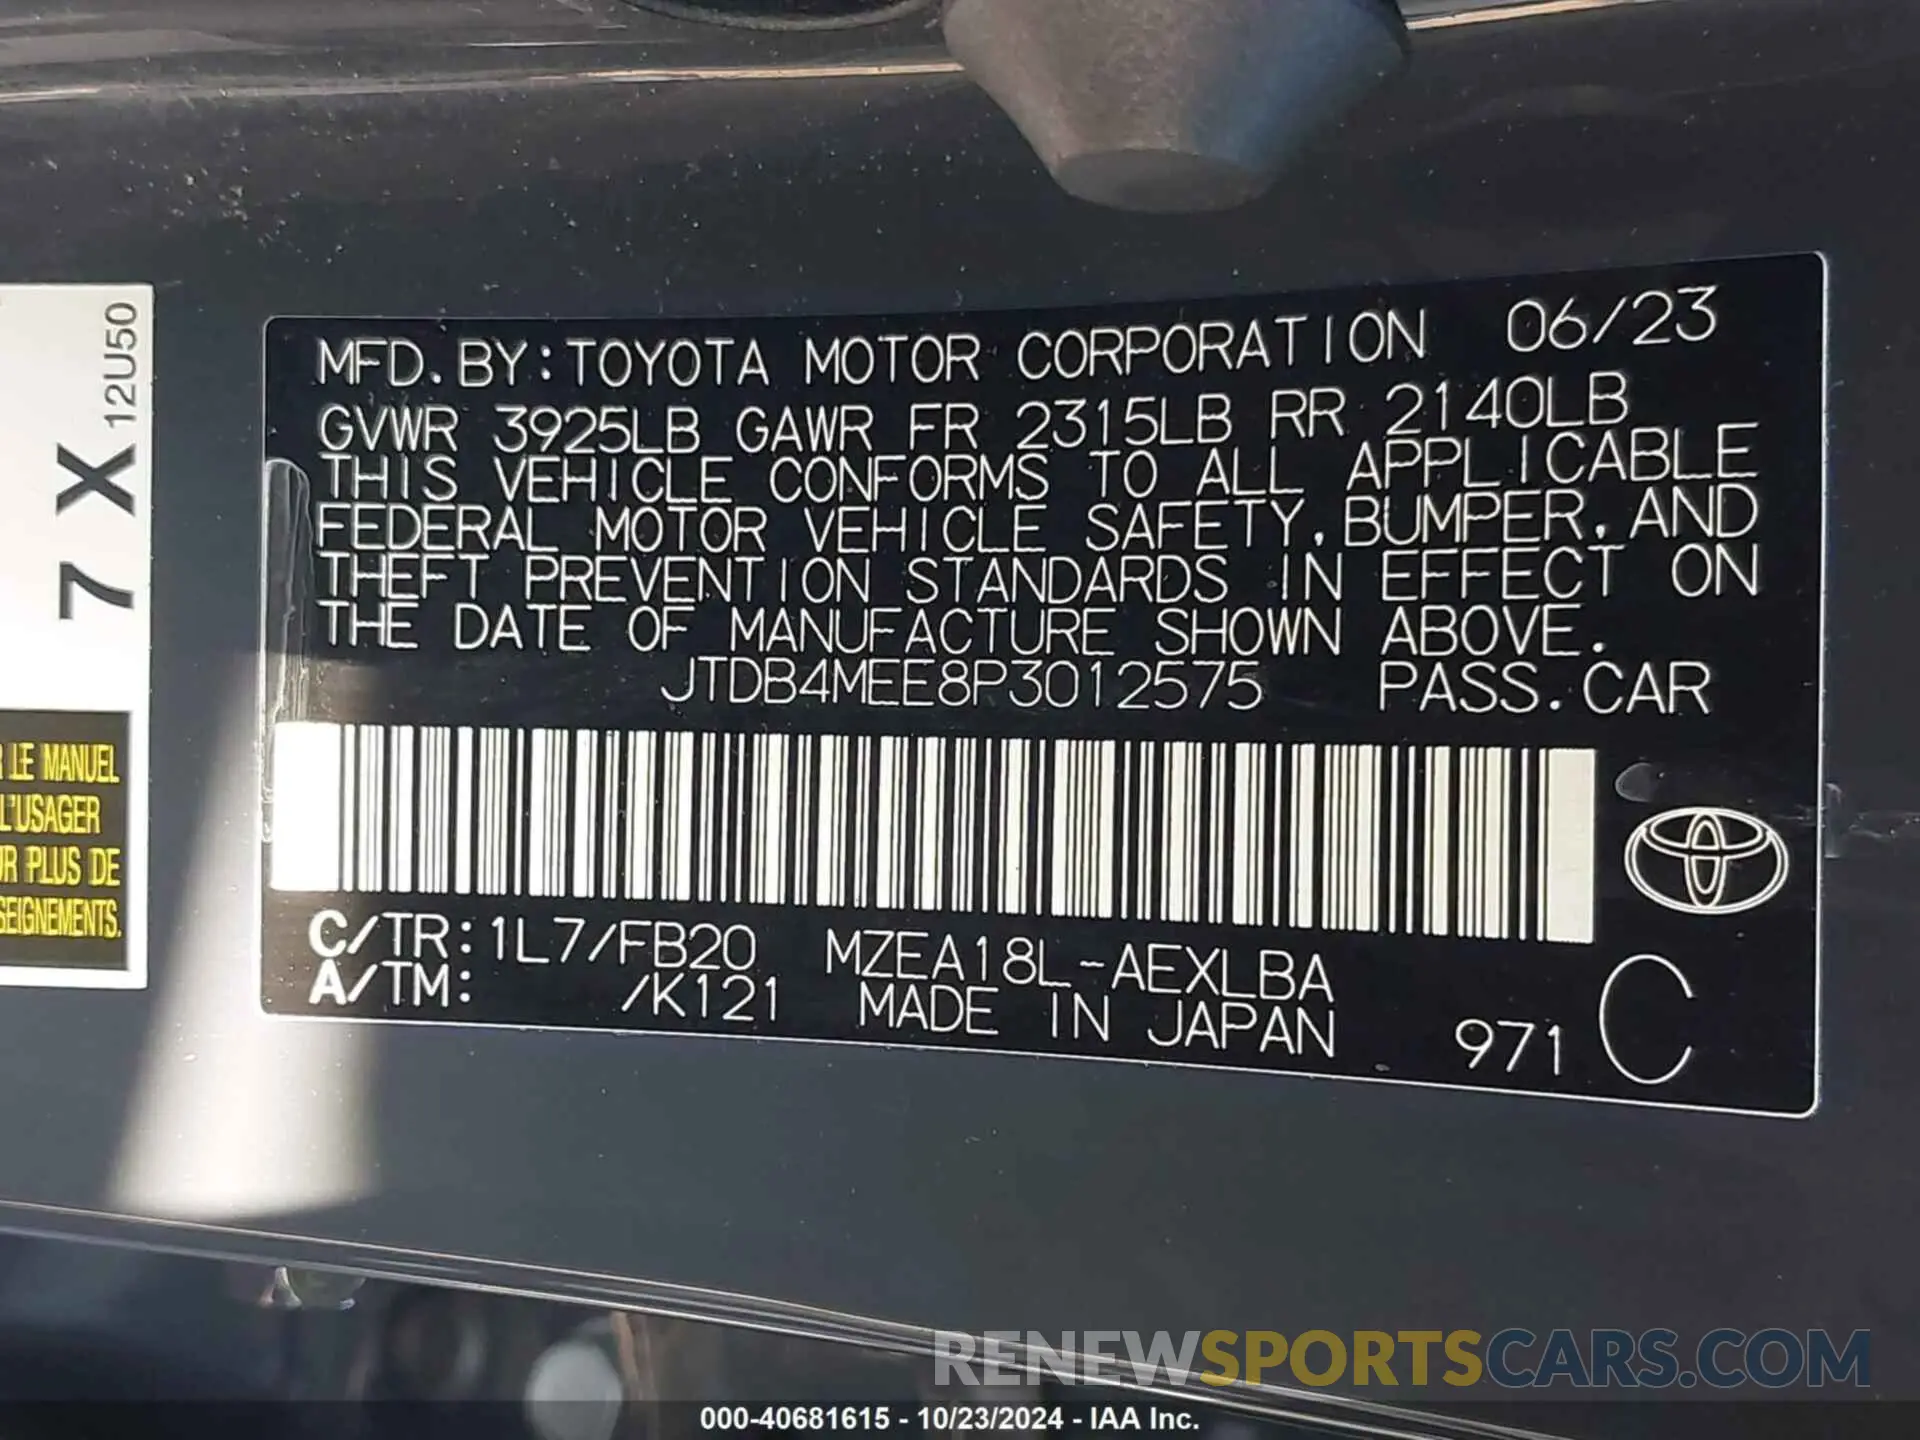 7 X 12U50
LE MANUEL
L'USAGER
PLUS DE
MFD.BY:TOYOTA MOTOR CORPORATION 06/23
GVWR 3925LB GAWR FR 2315LB RR 2140LB
THIS VEHICLE CONFORMS TO ALL APPLICABLE
FEDERAL MOTOR VEHICLE SAFETY, BUMPER, AND
THEFT PREVENTION STANDARDS IN EFFECT ON
THE DATE OF MANUFACTURE SHOWN ABOVE.
JTDB4MEE8P3012575 PASS.CAR
C/TR:1L7/FB20 MZEA18L-AEXLBA
A/TM: /K121 MADE IN JAPAN 971 C
RENEWSPORTSCARS.COM
000-40681615 - 10/23/2024 - IAA Inc.